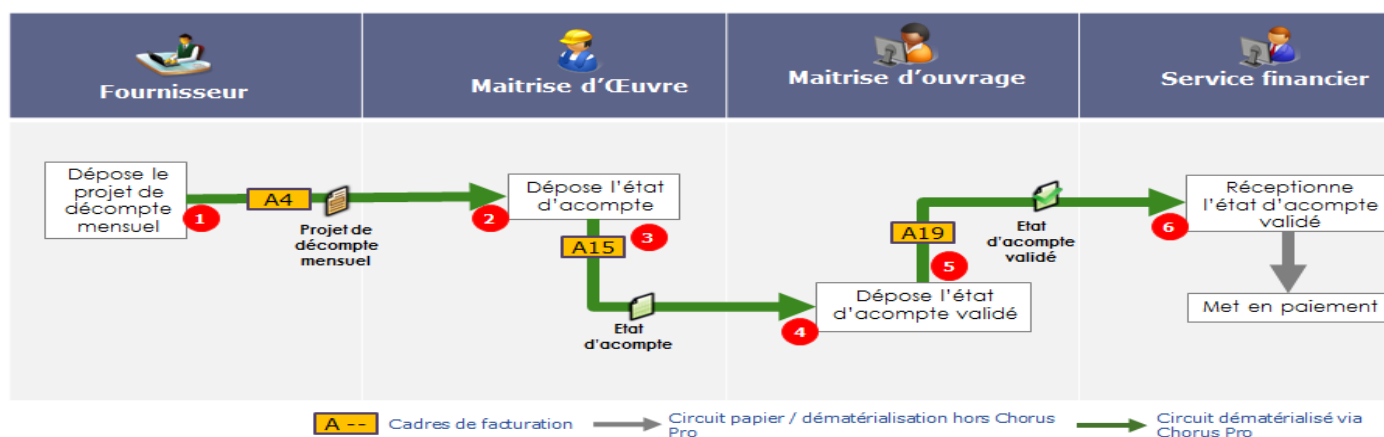 Fournisseur
Maitrise d'Œuvre
Maitrise d'ouvrage
Service financier
Dépose le
projet de
décompte
mensuel
1
A4
Projet de
décompte
mensuel
2
Dépose l'état
d'acompte
3
A15
Etat
d'acompte
4
Dépose l'état
d'acompte validé
5
A19
Etat
d'acompte
validé
6
Réceptionne
l'état d'acompte
validé
Met en paiement
A --
Cadres de facturation
Circuit papier / dématérialisation hors Chorus
Pro
Circuit dématérialisé via
Chorus Pro